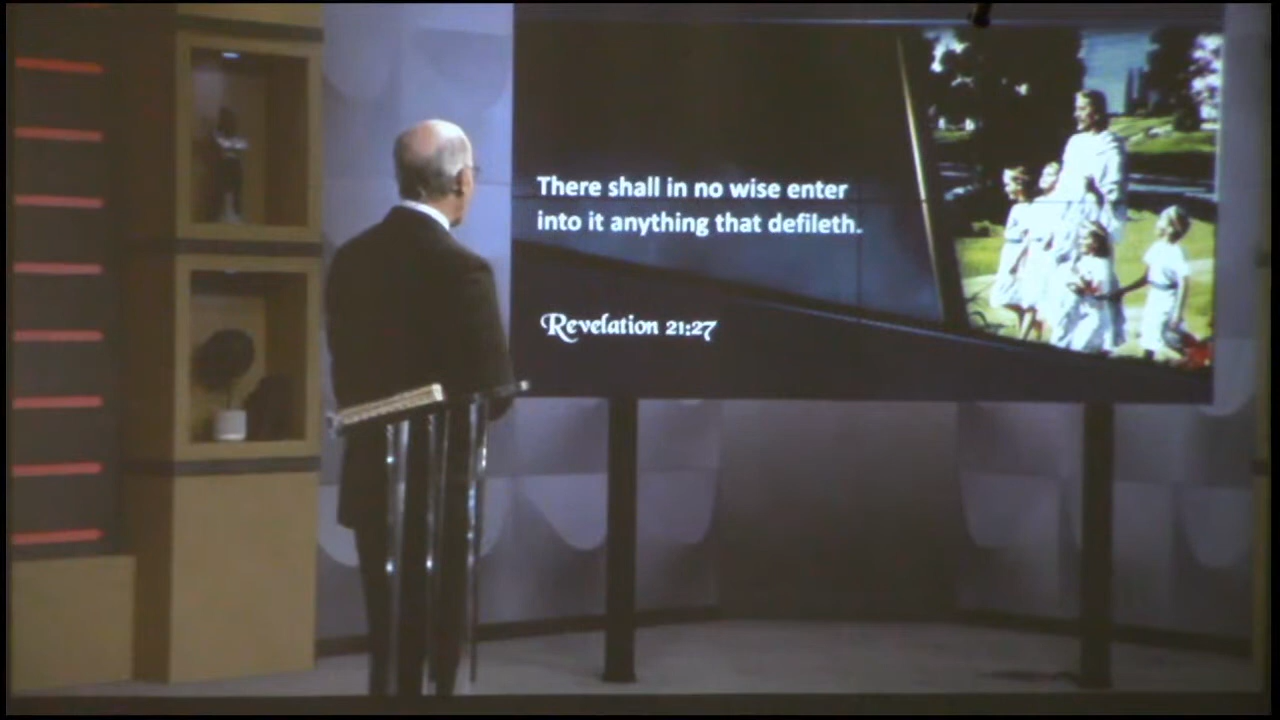 There shall in no wise enter
into it anything that defileth.
Revelation 21:27